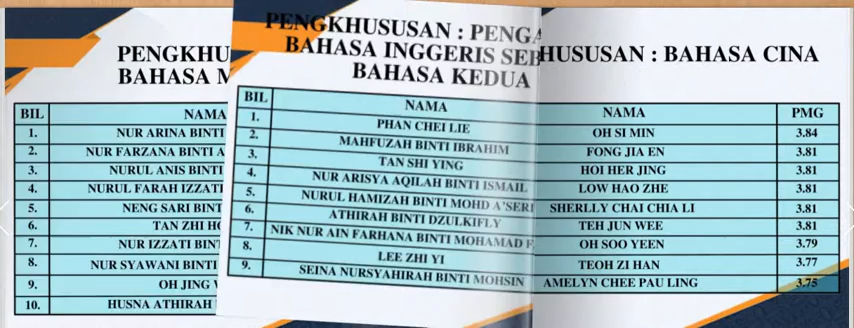 PENGKHU
BAHASA M
BIL NAMA
1. NUR ARINA BINTI
2. NUR FARZANA BINTI A
3. NURUL ANIS BINTI
4. NURUL FARAH IZZATI
5. NENG SARI BINT
6. TAN ZHI HO
7. NUR IZZATI BINT
8. NUR SYAWANI BINTI
9. OH JING
10. HUSNA ATHIRAH
PENGKHUSUSAN : PENGA
BAHASA INGGERIS SEB
BAHASA KEDUA
BIL NAMA
1. PHAN CHEI LIE
2. MAHFUZAH BINTI IBRAHIM
3. TAN SHI YING
4. NUR ARISYA AQILAH BINTI ISMAIL
5. NURUL HAMIZAH BINTI MOHD A'SERI
6. ATHIRAH BINTI DZULKIFLY
7. NIK NUR AIN FARHANA BINTI MOHAMAD F
8. LEE ZHI YI
9. SEINA NURSYAHIRAH BINTI MOHSIN
HUSUSAN : BAHASA CINA
NAMA PMG
OH SI MIN 3.84
FONG JIA EN 3.81
HOI HER JING 3.81
LOW HAO ZHE 3.81
SHERLLY CHAI CHIA LI 3.81
TEH JUN WEE 3.81
OH SOO YEEN 3.79
TEOH ZI HAN 3.77
AMELYN CHEE PAU LING 3.75